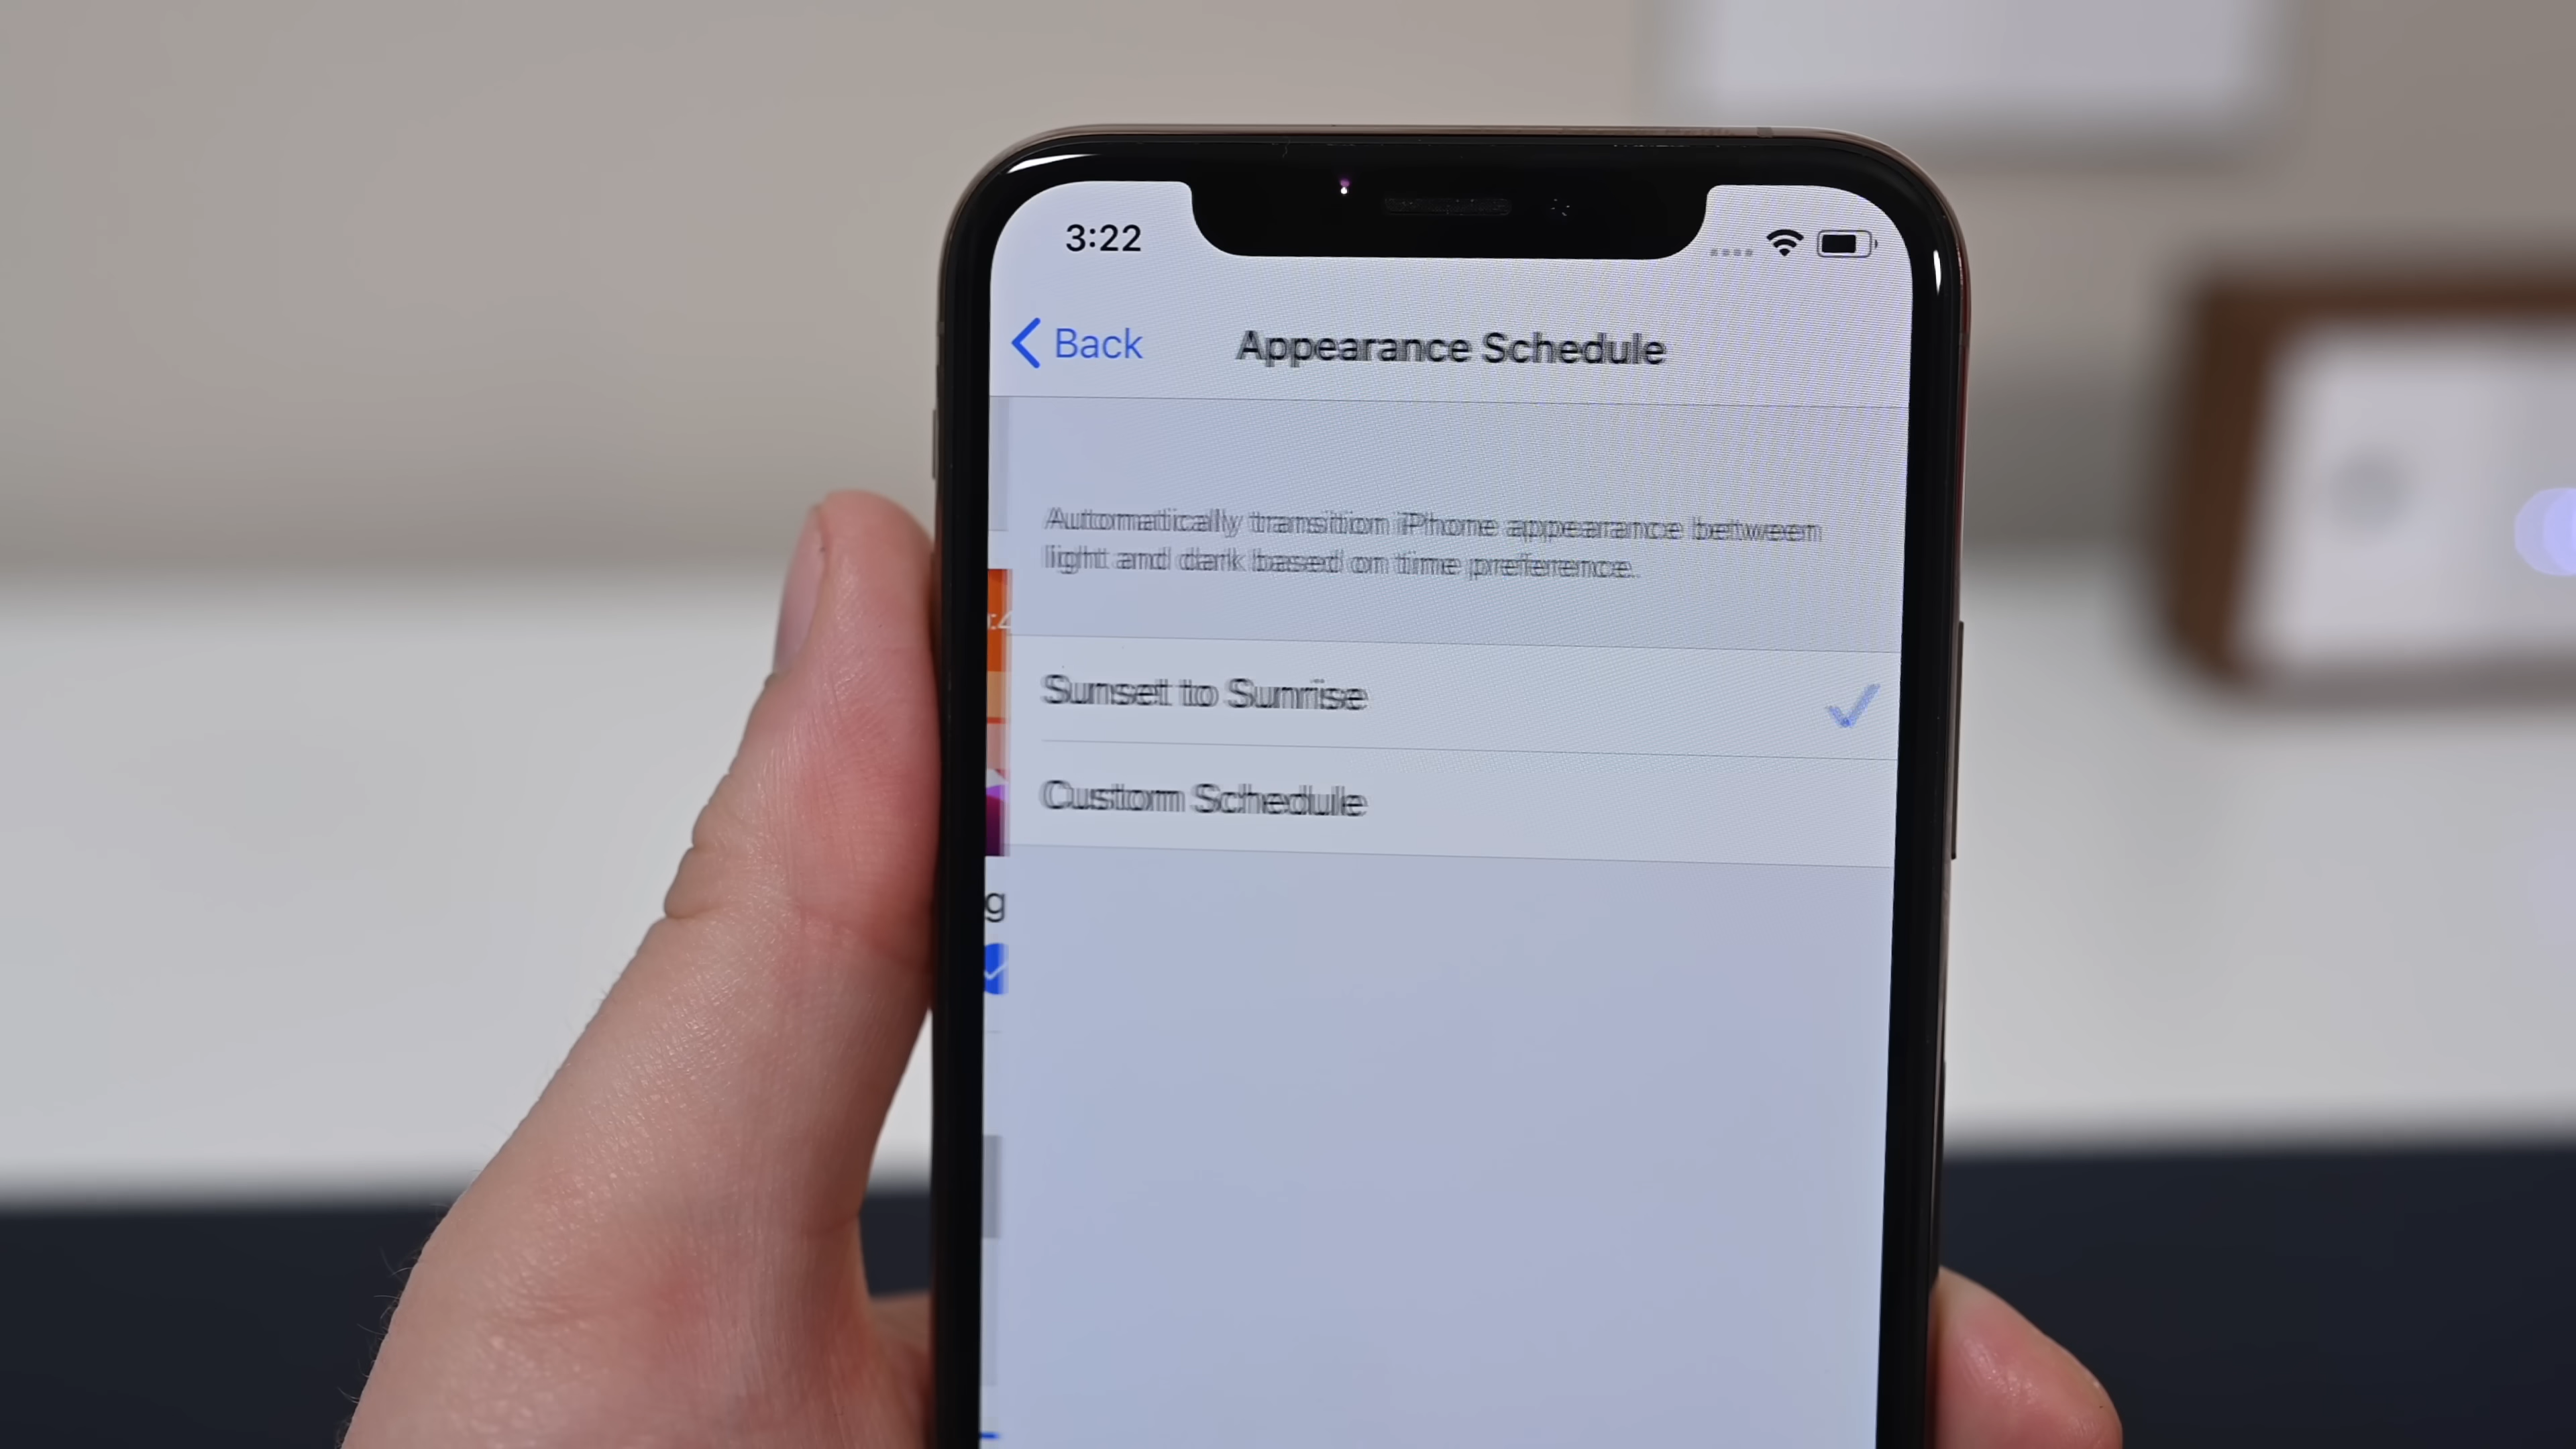 3:22
Back
Appearance Schedule
Automatically transition iPhone appearance between
light and dark based on time preference.
:4
Sunset to Sunrise
Custom Schedule
g